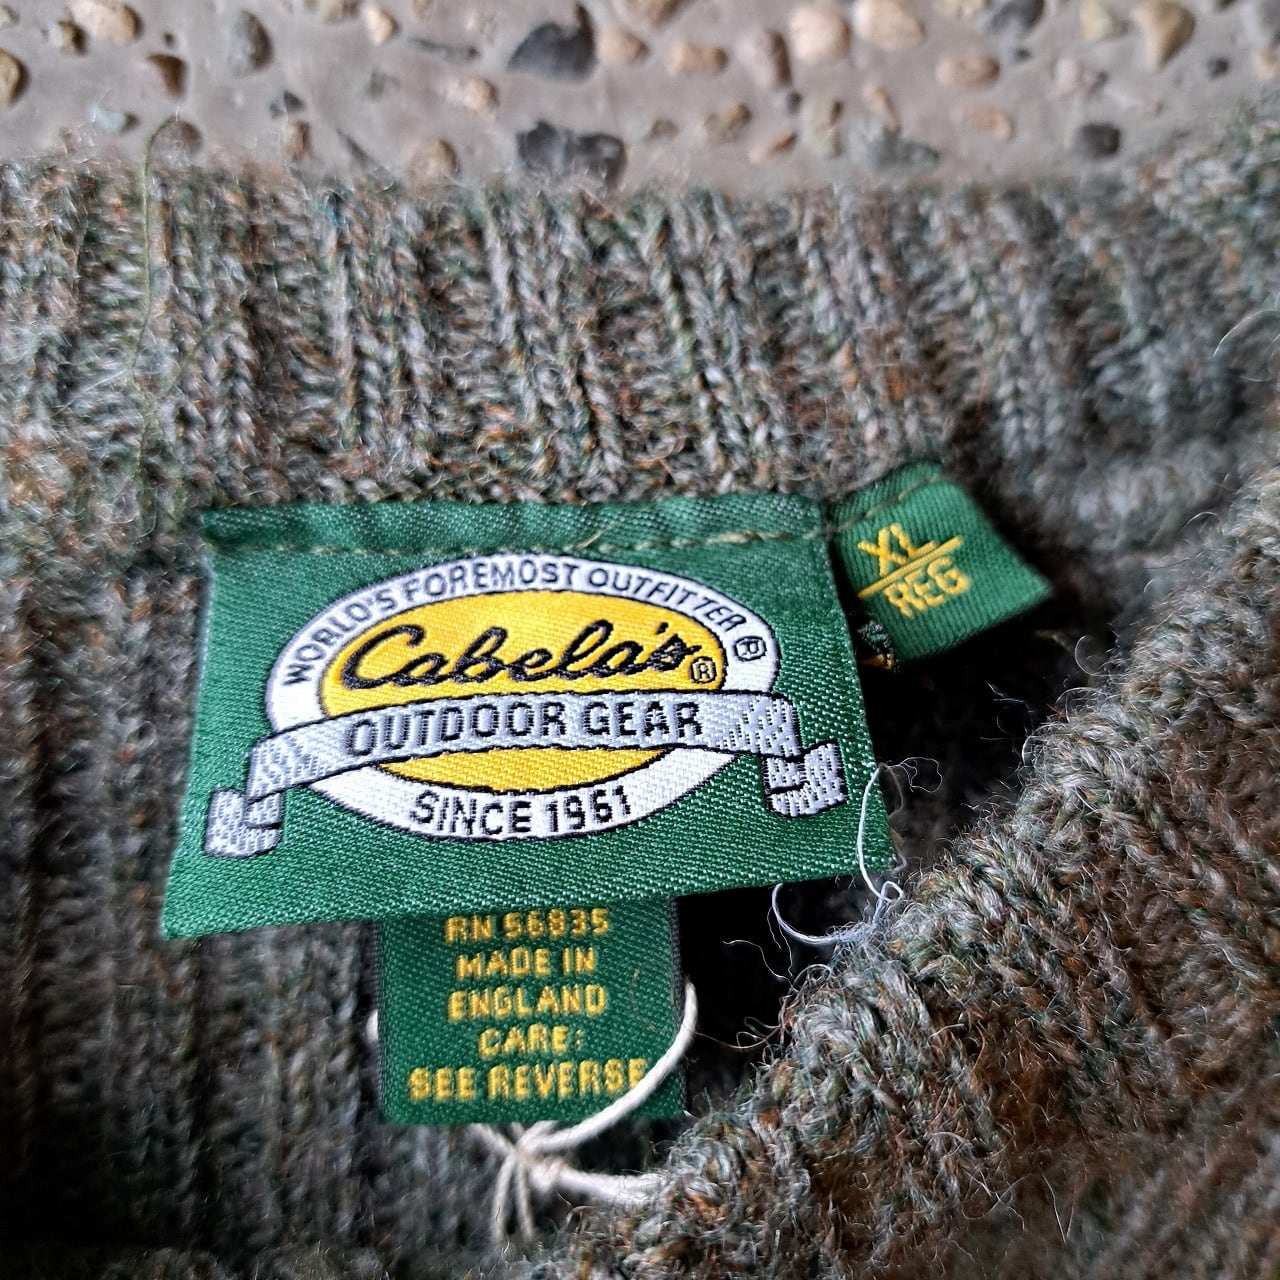 WORLD'S FOREMOST OUTFITTER ®
Cabela's ®
OUTDOOR GEAR
SINCE 1961
XL
REG
RN 56835
MADE IN
ENGLAND
CARE:
SEE REVERSE